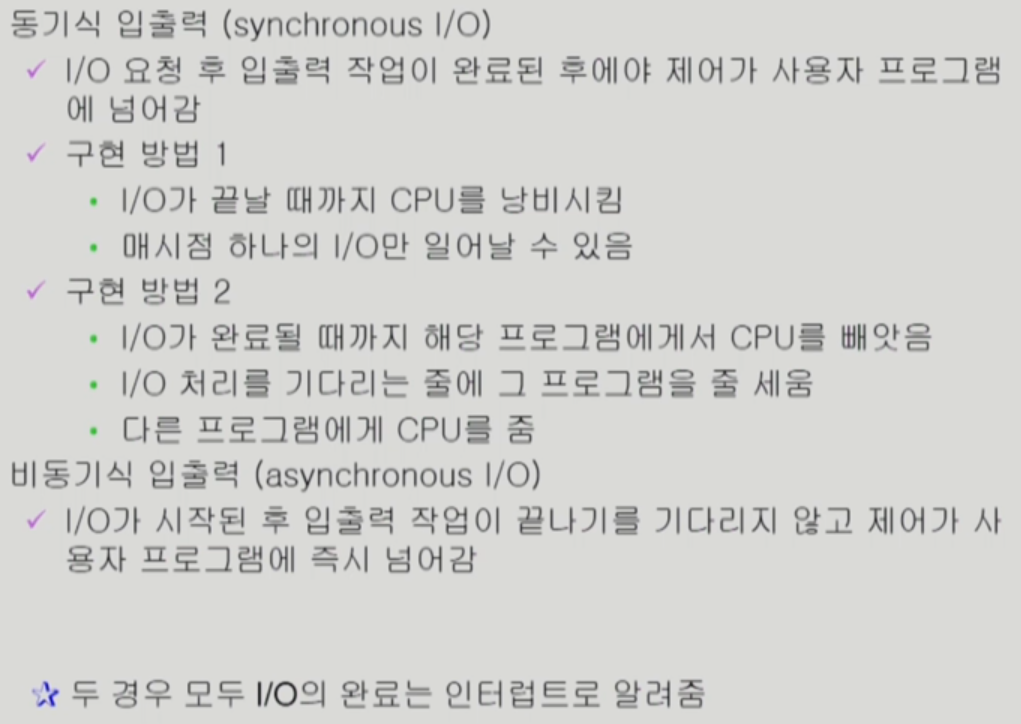 동기식 입출력 (synchronous I/O)
✓ I/O 요청 후 입출력 작업이 완료된 후에야 제어가 사용자 프로그램
에 넘어감
✓ 구현 방법 1
• I/O가 끝날 때까지 CPU를 낭비시킴
• 매시점 하나의 I/O만 일어날 수 있음
✓ 구현 방법 2
• I/O가 완료될 때까지 해당 프로그램에게서 CPU를 빼앗음
• I/O 처리를 기다리는 줄에 그 프로그램을 줄 세움
• 다른 프로그램에게 CPU를 줌
비동기식 입출력 (asynchronous I/O)
✓ I/O가 시작된 후 입출력 작업이 끝나기를 기다리지 않고 제어가 사
용자 프로그램에 즉시 넘어감
☆ 두 경우 모두 I/O의 완료는 인터럽트로 알려줌